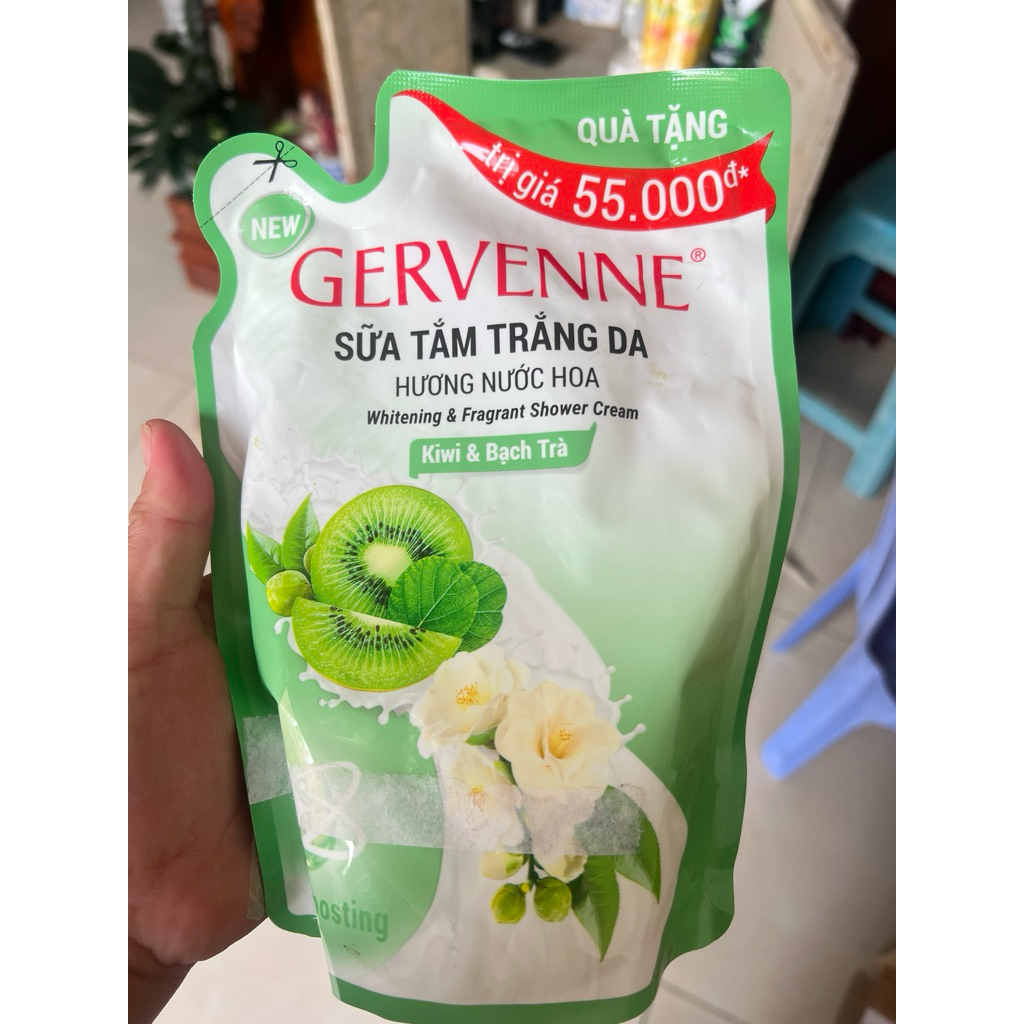 QUÀ TẶNG
trị giá 55.000đ*
NEW
GERVENNE®
SỮA TẮM TRẮNG DA
HƯƠNG NƯỚC HOA
Whitening & Fragrant Shower Cream
Kiwi & Bạch Trà
osting